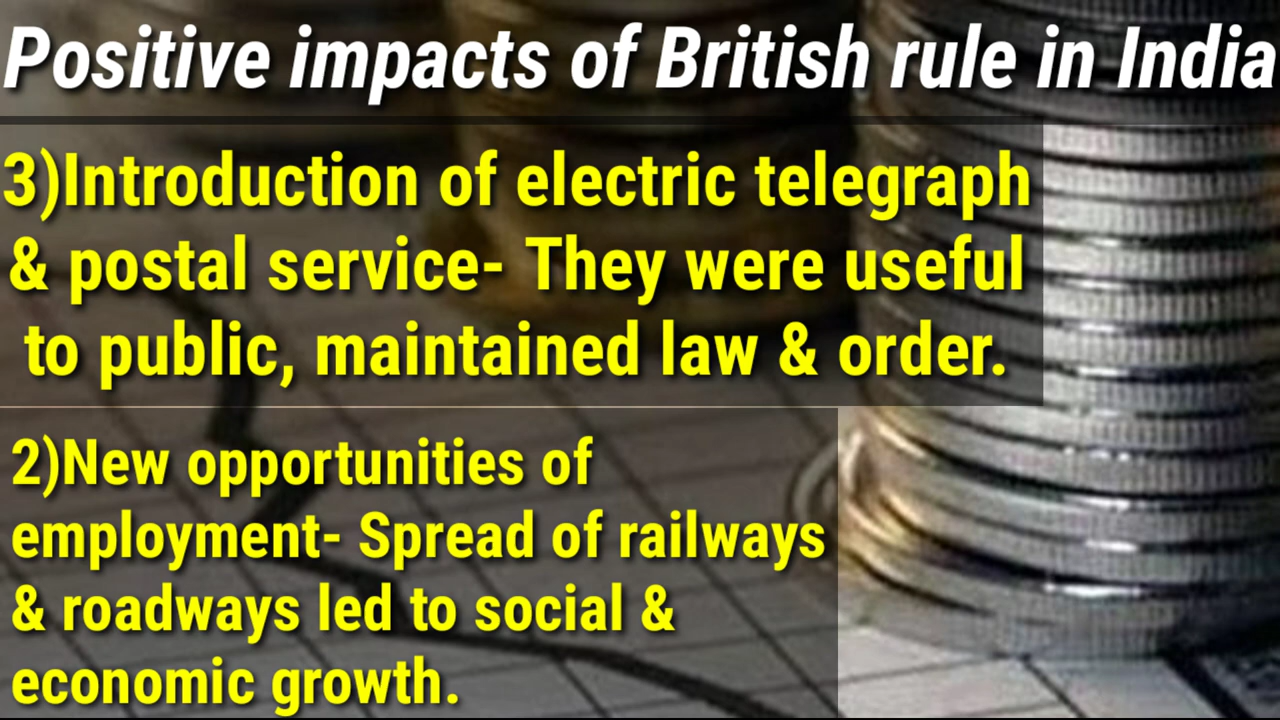 Positive impacts of British rule in India
3)Introduction of electric telegraph
& postal service- They were useful
to public, maintained law & order.
2)New opportunities of
employment- Spread of railways
& roadways led to social &
economic growth.